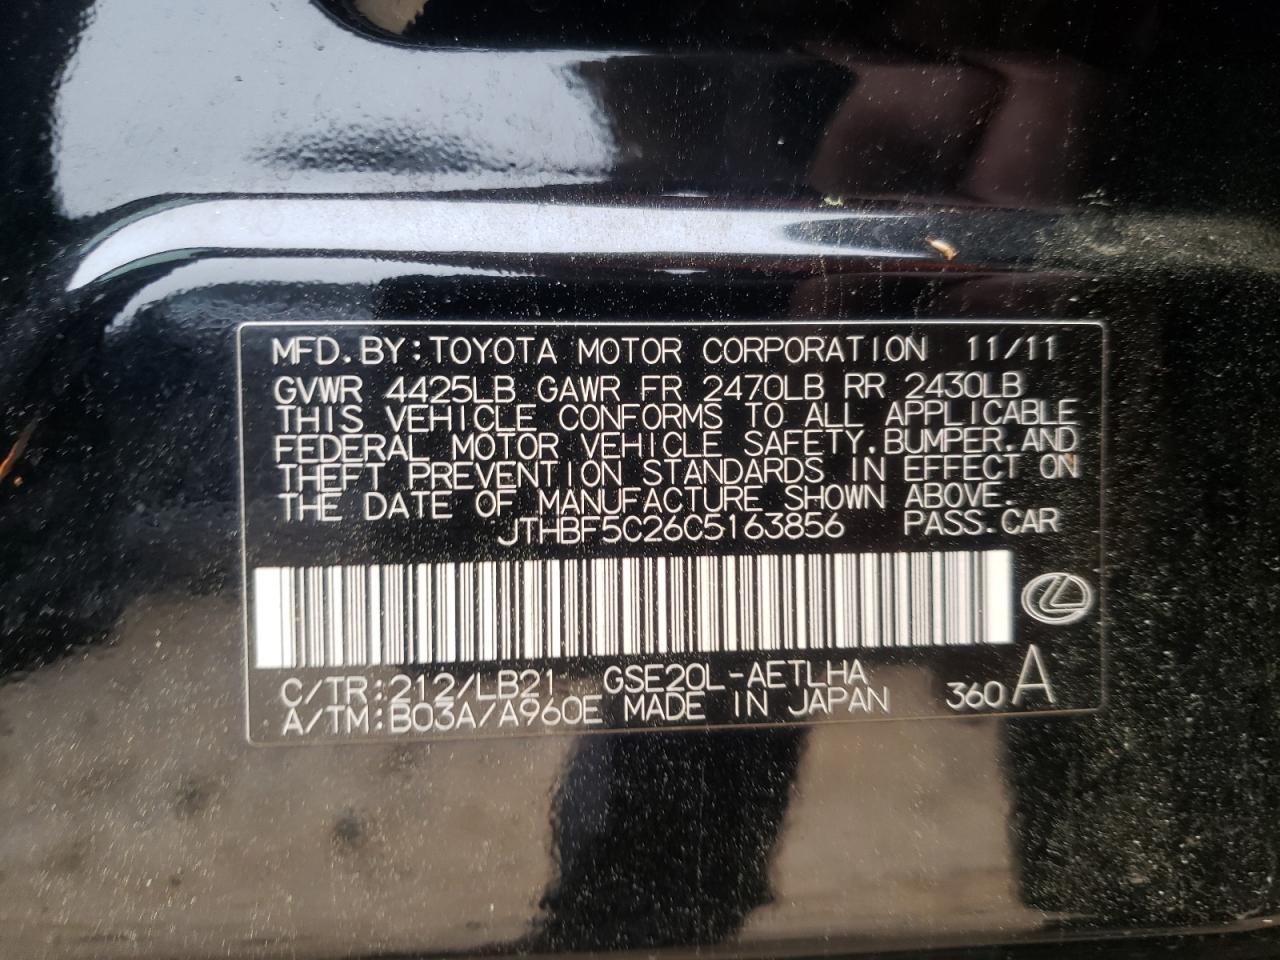 MFD.BY:TOYOTA MOTOR CORPORATION 11/11
GVWR 4425LB GAWR FR 2470LB RR 2430LB
THIS VEHICLE CONFORMS TO ALL APPLICABLE
FEDERAL MOTOR VEHICLE SAFETY,BUMPER,AND
THEFT PREVENTION STANDARDS IN EFFECT ON
THE DATE OF MANUFACTURE SHOWN ABOVE.
JTHBF5C26C5163856 PASS.CAR
C/TR:212/LB21 GSE20L-AETLHA
A/TM:B03A/A960E MADE IN JAPAN 360 A